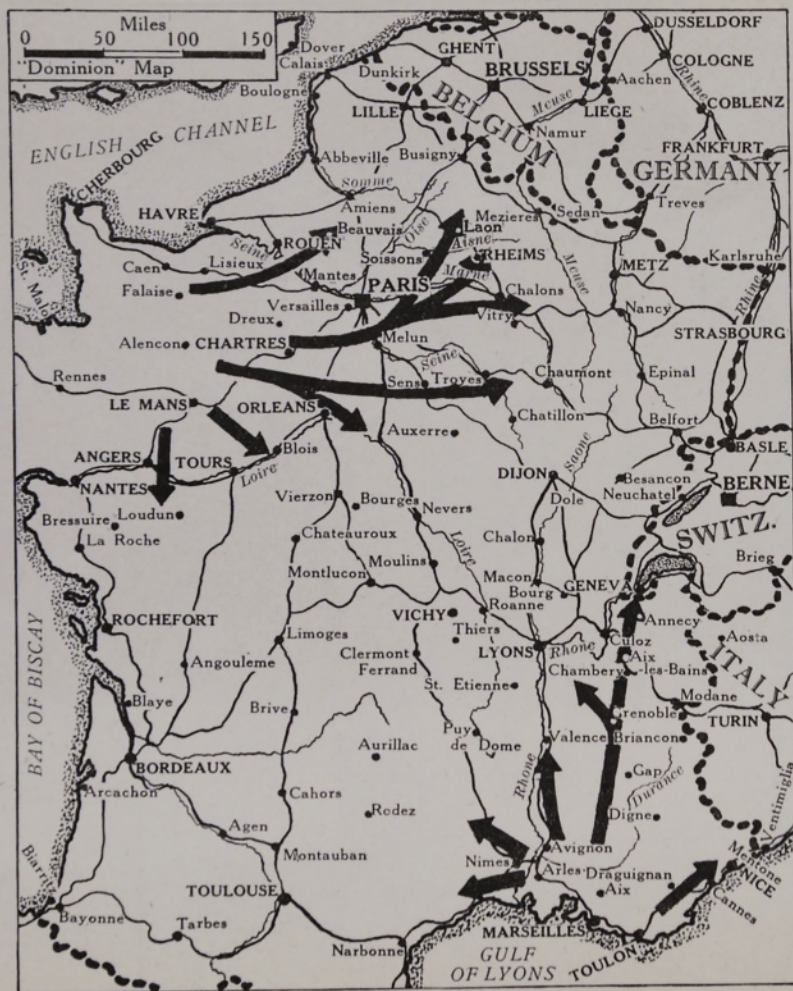 Miles
0 50 100 150
"Dominion" Map
Dover
Calais
Boulogne
Dunkirk
GHENT
BRUSSELS
DUSSELDORF
COLOGNE
Aachen
Rhine
COBLENZ
LILLE
BELGIUM
Meuse
LIEGE
Namur
FRANKFURT
GERMANY
ENGLISH CHANNEL
CHERBOURG
Abbeville
Busigny
Somme
Amiens
HAVRE
Beauvais
Oise
Laon
Mezieres
Sedan
Treves
Seine
ROUEN
Soissons
Aisne
RHEIMS
Meuse
Karlsruhe
Caen
Lisieux
Mantes
Marne
METZ
Rhine
St. Malo
Falaise
PARIS
Chalons
Versailles
Dreux
Vitry
Nancy
STRASBOURG
Alencon
CHARTRES
Melun
Seine
Rennes
Sens
Troyes
Chaumont
Epinal
LE MANS
ORLEANS
Chatillon
Auxerre
Belfort
ANGERS
TOURS
Blois
Loire
BASLE
NANTES
DIJON
Saone
Besancon
Neuchatel
BERNE
Dole
Vierzon
Bourges
Nevers
Bressuire
Loudun
La Roche
SWITZ.
Chateauroux
Loire
Chalon
Moulins
Montlucon
Macon
Bourg
GENEVA
Brieg
ROCHEFORT
VICHY
Roanne
Annecy
Limoges
Thiers
Culoz
Aosta
Clermont
Ferrand
LYONS
Rhone
Aix
-les-Bains
ITALY
Angouleme
Chambery
St. Etienne
BAY OF BISCAY
Blaye
Brive
Modane
Grenoble
TURIN
Puy
de Dome
Valence
Briancon
Aurillac
BORDEAUX
Arcachon
Cahors
Rodez
Rhone
Gap
Durance
Digne
Ventimiglia
Agen
Montauban
Avignon
Nimes
Mentone
Arles
Draguignan
NICE
Biarritz
TOULOUSE
Aix
Cannes
Bayonne
Tarbes
Narbonne
MARSEILLES
TOULON
GULF
OF LYONS